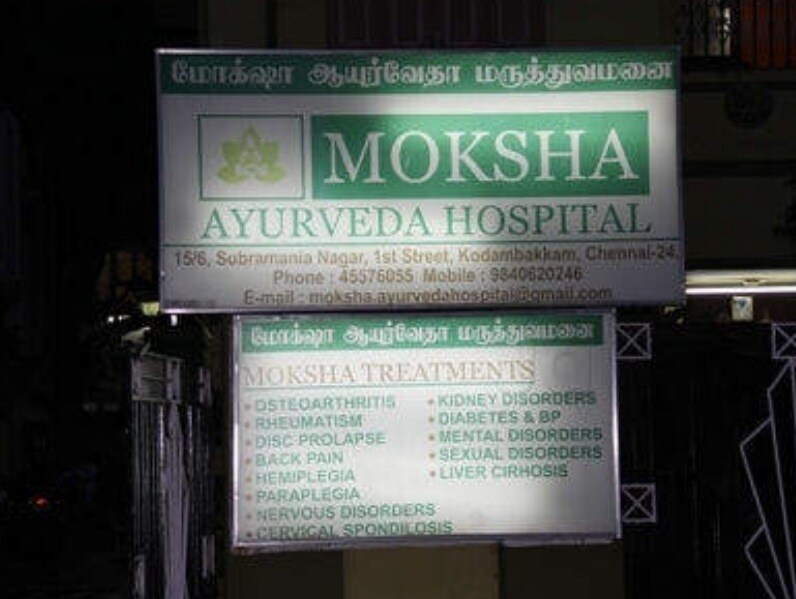 மோக்ஷா ஆயுர்வேதா மருத்துவமனை
MOKSHA
AYURVEDA HOSPITAL
15/6, Subramania Nagar, 1st Street, Kodambakkam, Chennai-24.
Phone : 45576055 Mobile : 9840620246
E-mail : moksha.ayurvedahospital@gmail.com
மோக்ஷா ஆயுர்வேதா மருத்துவமனை
MOKSHA TREATMENTS
• OSTEOARTHRITIS
• RHEUMATISM
• DISC PROLAPSE
• BACK PAIN
• HEMIPLEGIA
• PARAPLEGIA
• NERVOUS DISORDERS
• CERVICAL SPONDILOSIS
• KIDNEY DISORDERS
• DIABETES & BP
• MENTAL DISORDERS
• SEXUAL DISORDERS
• LIVER CIRHOSIS